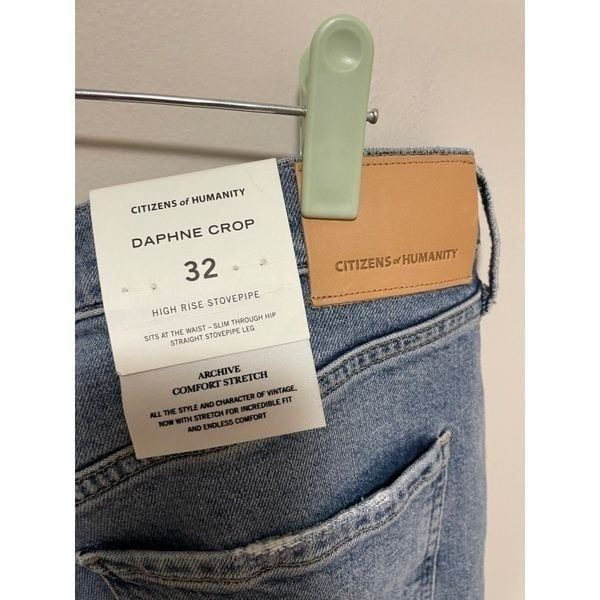 CITIZENS of HUMANITY
DAPHNE CROP
32
HIGH RISE STOVEPIPE
SITS AT THE WAIST – SLIM THROUGH HIP
STRAIGHT STOVEPIPE LEG
ARCHIVE
COMFORT STRETCH
ALL THE STYLE AND CHARACTER OF VINTAGE,
NOW WITH STRETCH FOR INCREDIBLE FIT
AND ENDLESS COMFORT
CITIZENS of HUMANITY